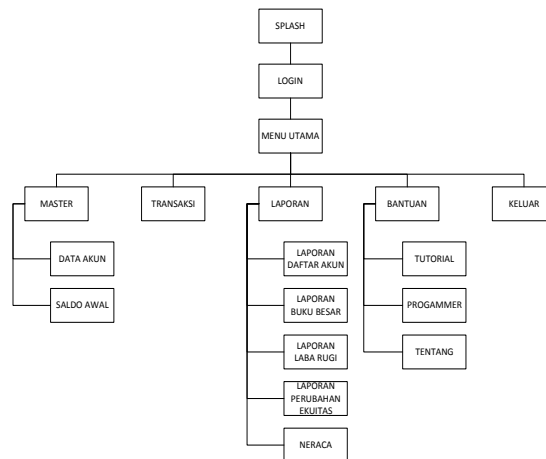 SPLASH
LOGIN
MENU UTAMA
MASTER
TRANSAKSI
LAPORAN
BANTUAN
KELUAR
DATA AKUN
SALDO AWAL
LAPORAN
DAFTAR AKUN
LAPORAN
BUKU BESAR
LAPORAN
LABA RUGI
LAPORAN
PERUBAHAN
EKUITAS
NERACA
TUTORIAL
PROGAMMER
TENTANG